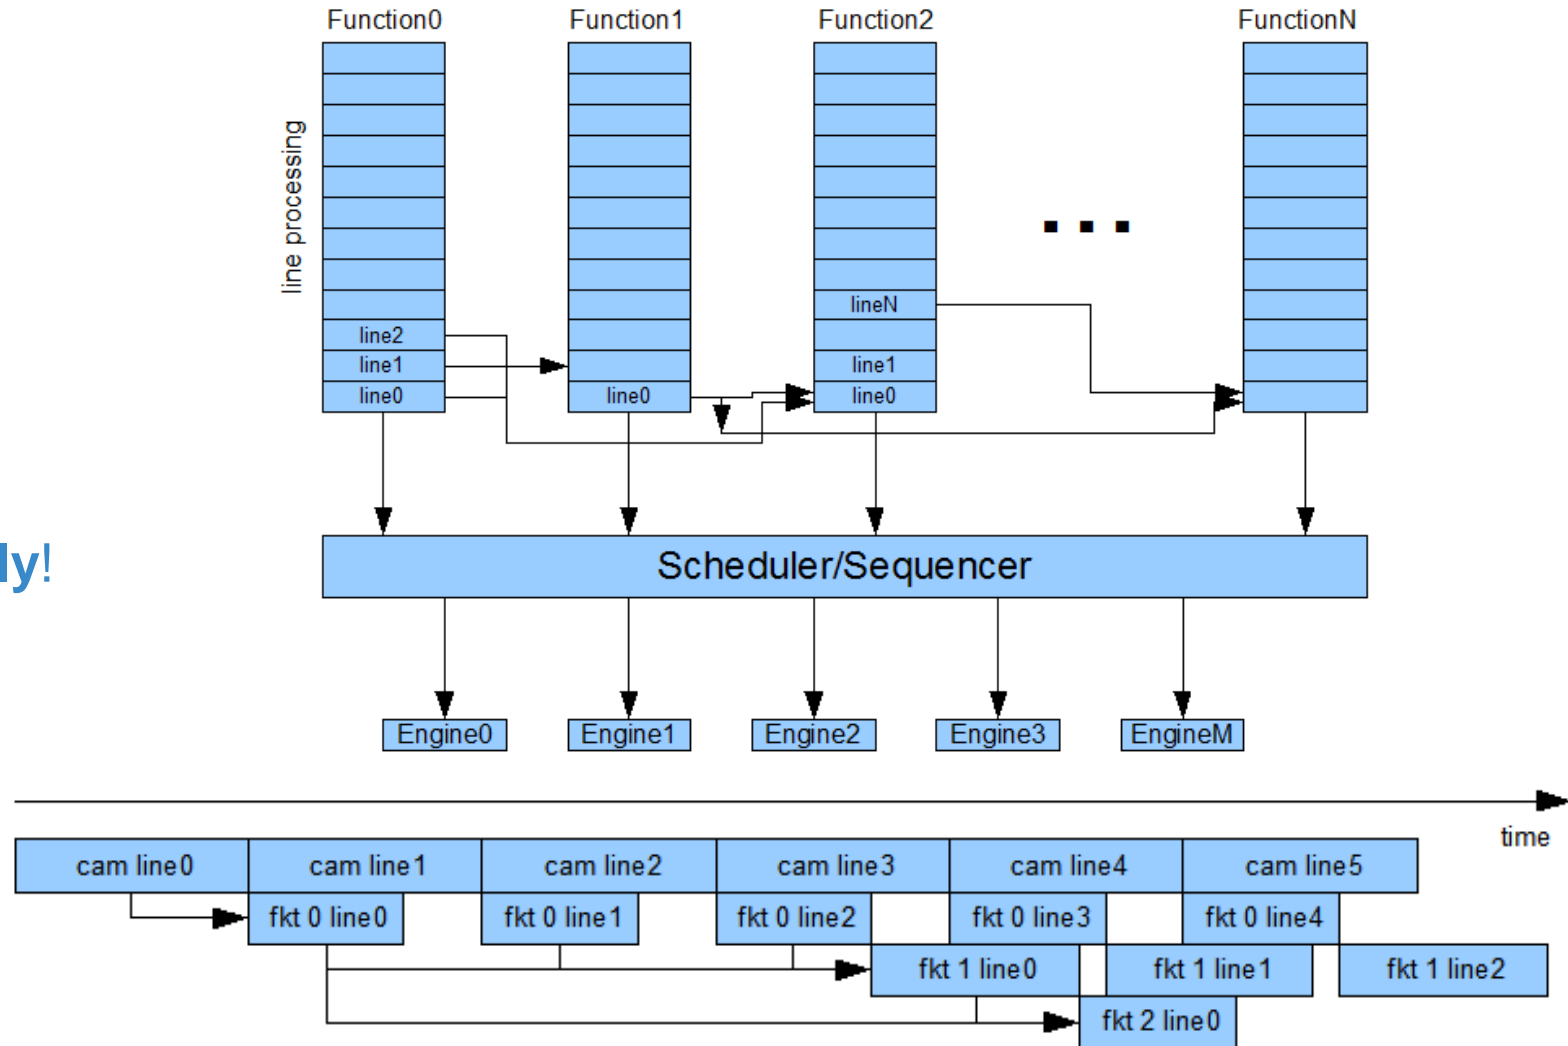 Function0 Function1 Function2 FunctionN
line processing
...
lineN
line2
line1 line1
line0 line0 line0
ly!
Scheduler/Sequencer
Engine0 Engine1 Engine2 Engine3 EngineM
time
cam line0 cam line1 cam line2 cam line3 cam line4 cam line5
fkt 0 line0 fkt 0 line1 fkt 0 line2 fkt 0 line3 fkt 0 line4
fkt 1 line0 fkt 1 line1 fkt 1 line2
fkt 2 line0